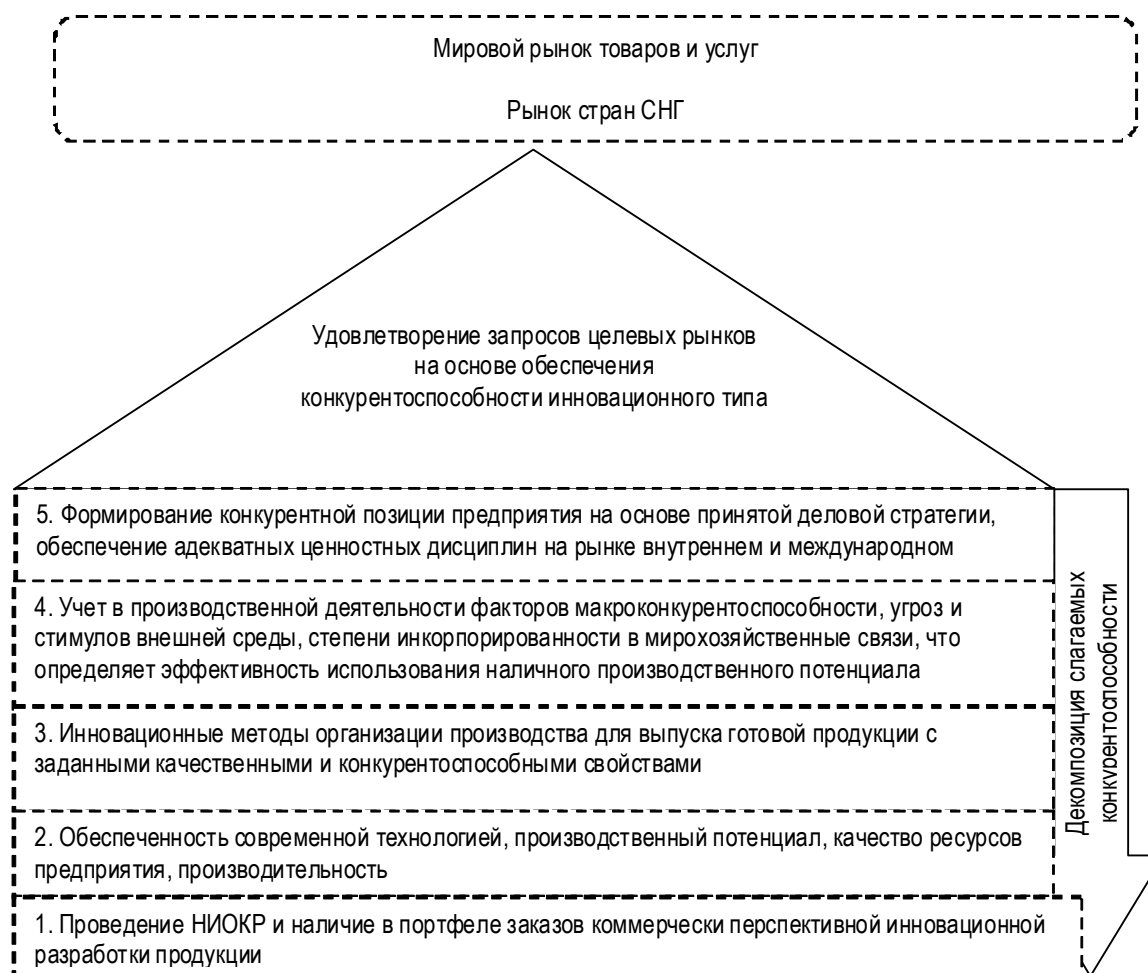 Мировой рынок товаров и услуг
Рынок стран СНГ
Удовлетворение запросов целевых рынков
на основе обеспечения
конкурентоспособности инновационного типа
5. Формирование конкурентной позиции предприятия на основе принятой деловой стратегии,
обеспечение адекватных ценностных дисциплин на рынке внутреннем и международном
4. Учет в производственной деятельности факторов макроконкурентоспособности, угроз и
стимулов внешней среды, степени инкорпорированности в мирохозяйственные связи, что
определяет эффективность использования наличного производственного потенциала
3. Инновационные методы организации производства для выпуска готовой продукции с
заданными качественными и конкурентоспособными свойствами
2. Обеспеченность современной технологией, производственный потенциал, качество ресурсов
предприятия, производительность
1. Проведение НИОКР и наличие в портфеле заказов коммерчески перспективной инновационной
разработки продукции
Декомпозиция слагаемых
конкурентоспособности